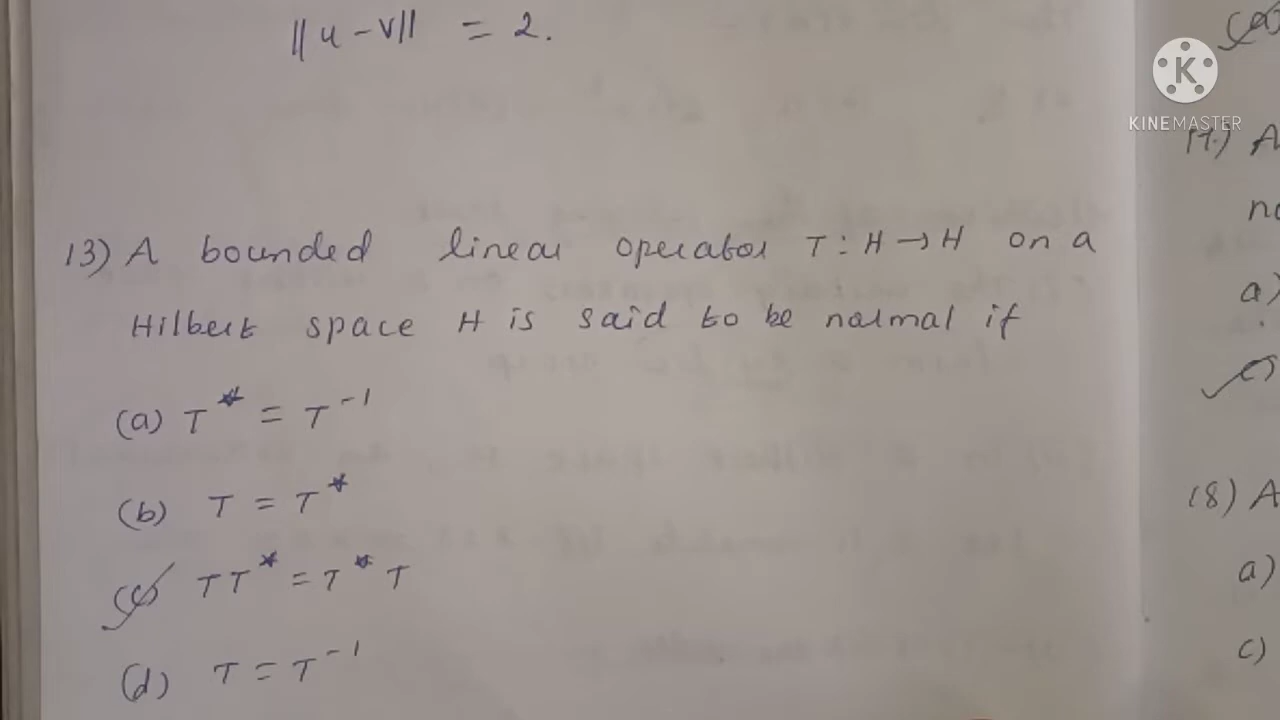 ||u - v|| = 2.
13) A bounded linear operator T : H → H on a
Hilbert space H is said to be normal if
(a) T* = T⁻¹
(b) T = T*
(c) TT* = T*T
(d) T = T⁻¹
KINEMASTER
17.) A
a)
18) A
a)
c)